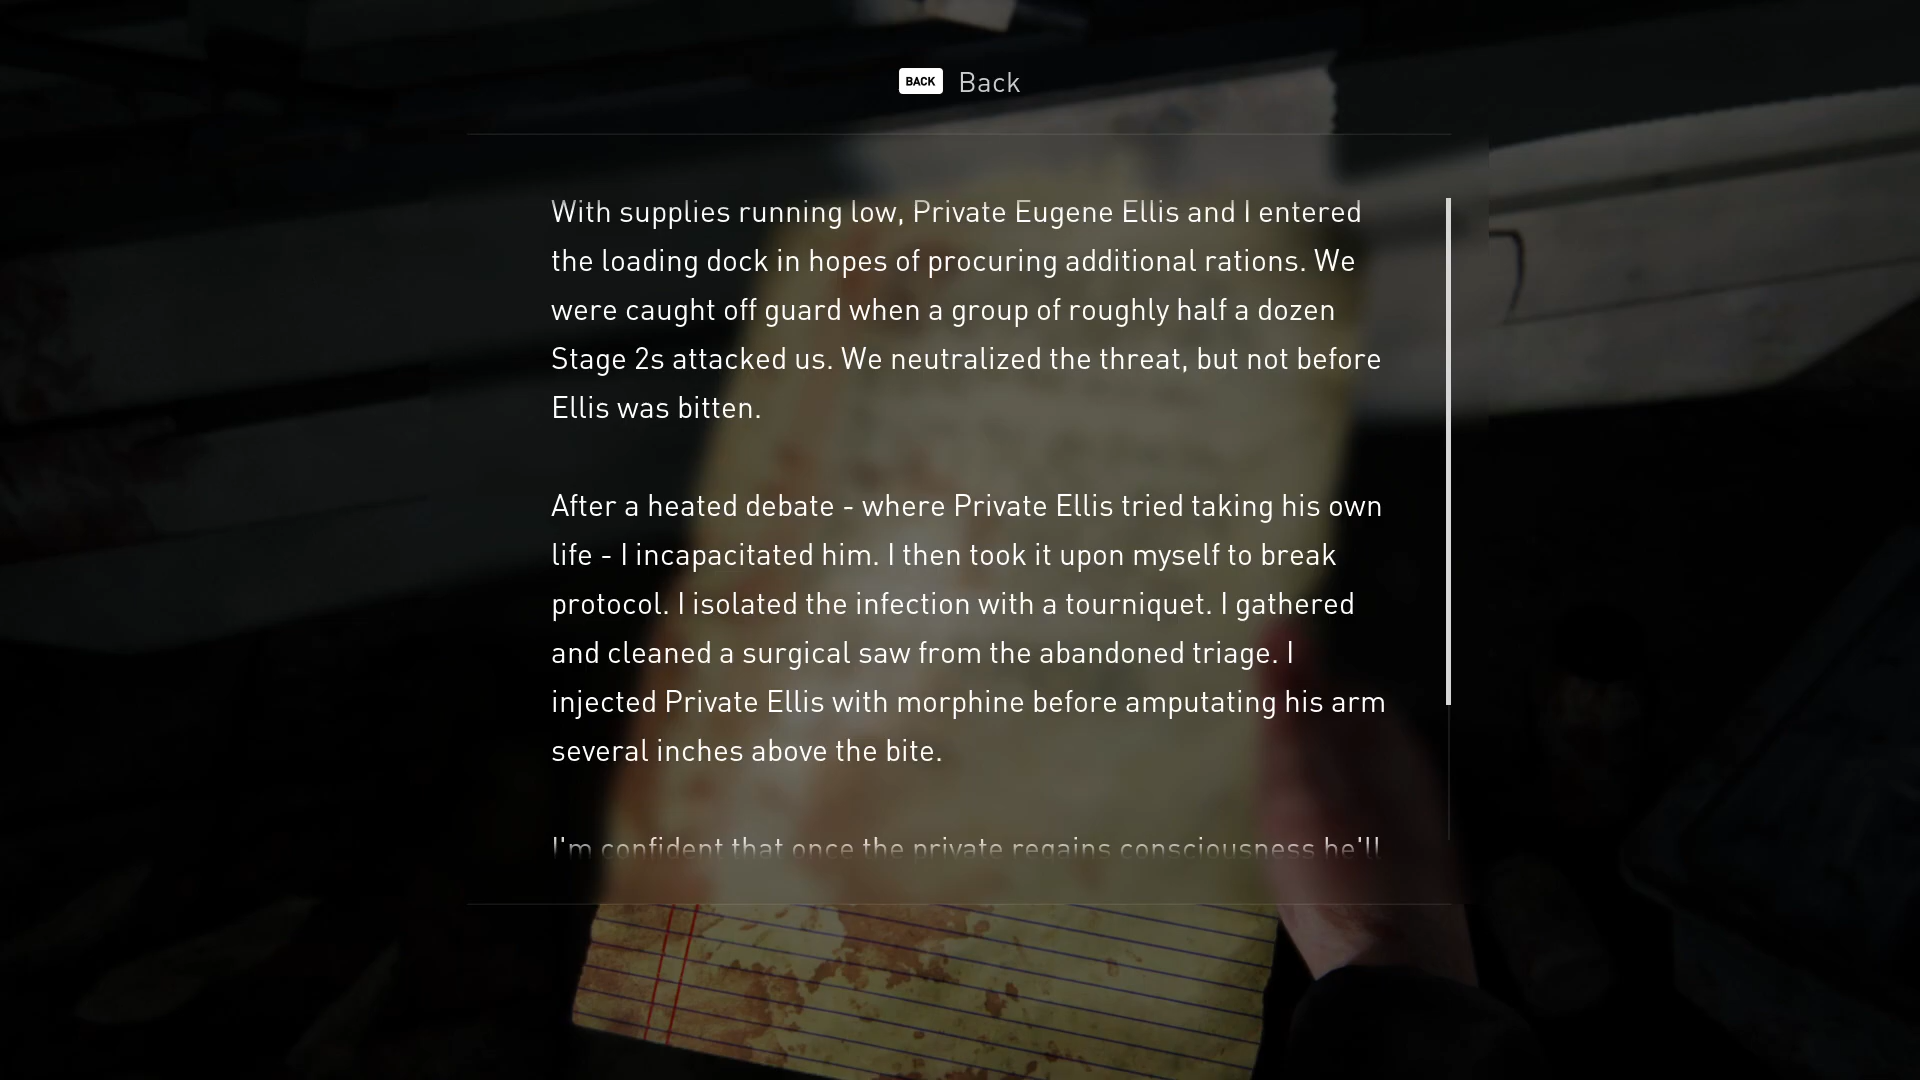 BACK Back
With supplies running low, Private Eugene Ellis and I entered
the loading dock in hopes of procuring additional rations. We
were caught off guard when a group of roughly half a dozen
Stage 2s attacked us. We neutralized the threat, but not before
Ellis was bitten.
After a heated debate - where Private Ellis tried taking his own
life - I incapacitated him. I then took it upon myself to break
protocol. I isolated the infection with a tourniquet. I gathered
and cleaned a surgical saw from the abandoned triage. I
injected Private Ellis with morphine before amputating his arm
several inches above the bite.
I'm confident that once the private regains consciousness he'll